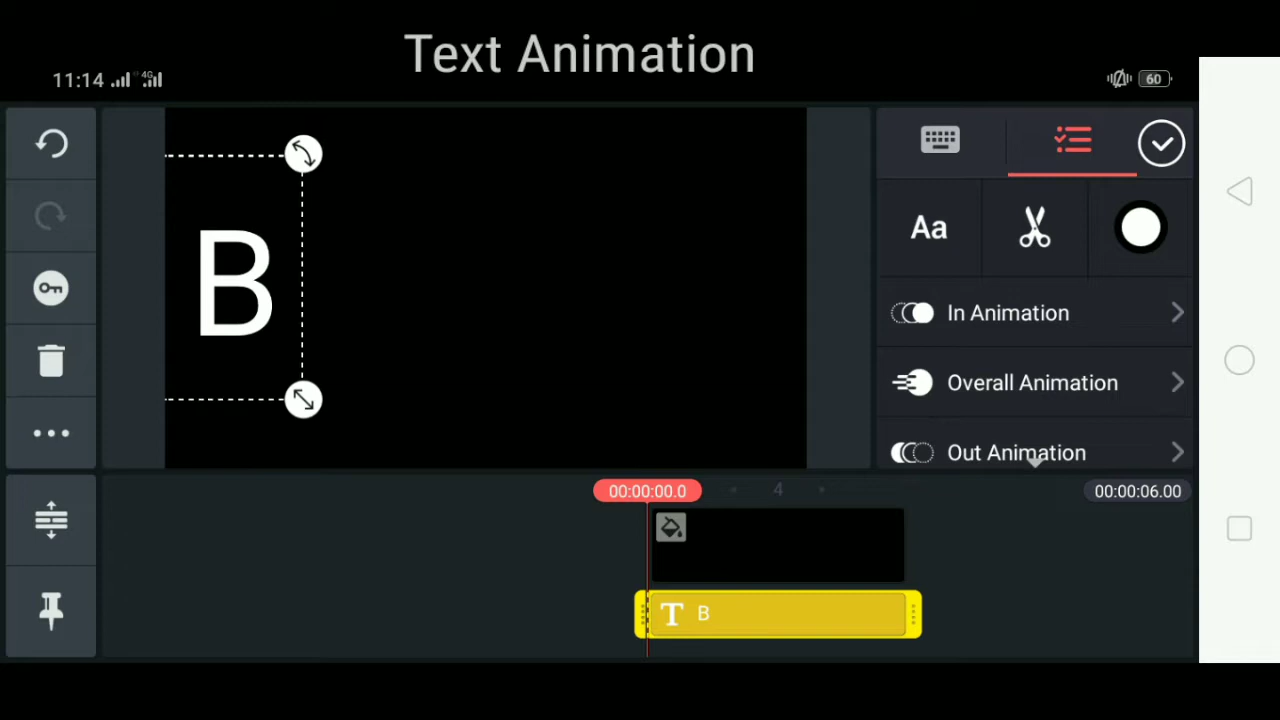 Text Animation
11:14 4G
60
B
Aa
In Animation
Overall Animation
Out Animation
00:00:00.0 4 00:00:06.00
T B